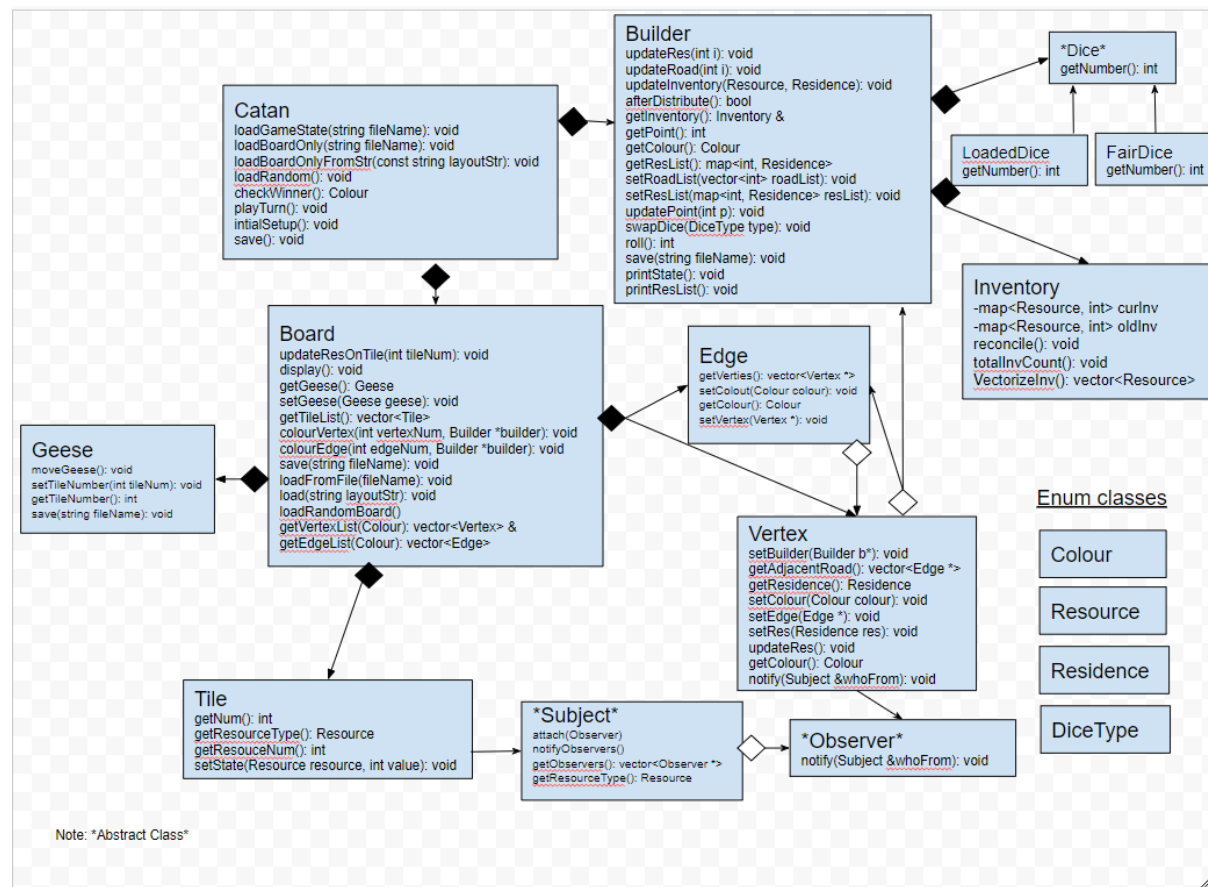 Catan
loadGameState(string fileName): void
loadBoardOnly(string fileName): void
loadBoardOnlyFromStr(const string layoutStr): void
loadRandom(): void
checkWinner(): Colour
playTurn(): void
intialSetup(): void
save(): void
Builder
updateRes(int i): void
updateRoad(int i): void
updateInventory(Resource, Residence): void
afterDistribute(): bool
getInventory(): Inventory &
getPoint(): int
getColour(): Colour
getResList(): map<int, Residence>
setRoadList(vector<int> roadList): void
setResList(map<int, Residence> resList): void
updatePoint(int p): void
swapDice(DiceType type): void
roll(): int
save(string fileName): void
printState(): void
printResList(): void
*Dice*
getNumber(): int
LoadedDice
getNumber(): int
FairDice
getNumber(): int
Inventory
-map<Resource, int> curInv
-map<Resource, int> oldInv
reconcile(): void
totalInvCount(): void
VectorizeInv(): vector<Resource>
Board
updateResOnTile(int tileNum): void
display(): void
getGeese(): Geese
setGeese(Geese geese): void
getTileList(): vector<Tile>
colourVertex(int vertexNum, Builder *builder): void
colourEdge(int edgeNum, Builder *builder): void
save(string fileName): void
loadFromFile(fileName): void
load(string layoutStr): void
loadRandomBoard()
getVertexList(Colour): vector<Vertex> &
getEdgeList(Colour): vector<Edge>
Edge
getVerties(): vector<Vertex *>
setColout(Colour colour): void
getColour(): Colour
setVertex(Vertex *): void
Geese
moveGeese(): void
setTileNumber(int tileNum): void
getTileNumber(): int
save(string fileName): void
Vertex
setBuilder(Builder b*): void
getAdjacentRoad(): vector<Edge *>
getResidence(): Residence
setColour(Colour colour): void
setEdge(Edge *): void
setRes(Residence res): void
updateRes(): void
getColour(): Colour
notify(Subject &whoFrom): void
Enum classes
Colour
Resource
Residence
DiceType
Tile
getNum(): int
getResourceType(): Resource
getResouceNum(): int
setState(Resource resource, int value): void
*Subject*
attach(Observer)
notifyObservers()
getObservers(): vector<Observer *>
getResourceType(): Resource
*Observer*
notify(Subject &whoFrom): void
Note: *Abstract Class*